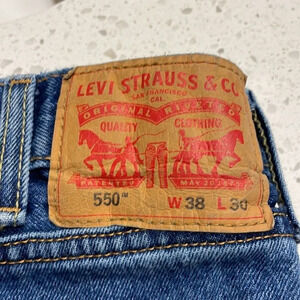 LEVI STRAUSS & CO
SAN FRANCISCO
CAL.
ORIGINAL RIVETED
QUALITY CLOTHING
PATENTED MAY 20 1873
550™ W 38 L 30